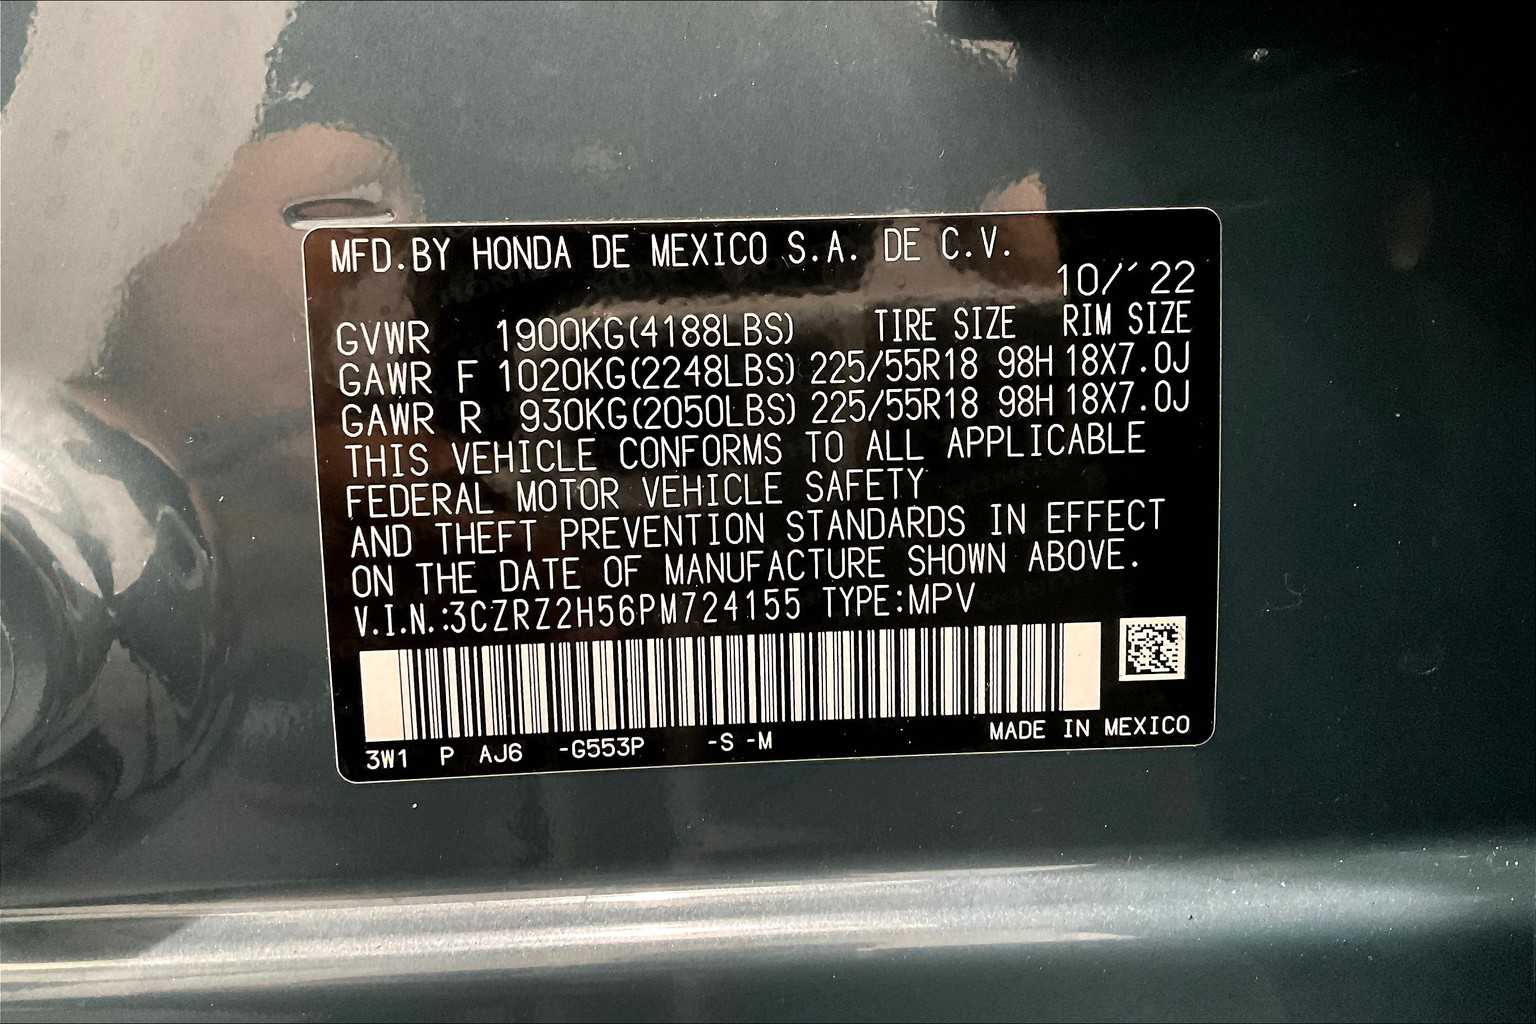 MFD.BY HONDA DE MEXICO S.A. DE C.V.
10/'22
GVWR 1900KG(4188LBS) TIRE SIZE RIM SIZE
GAWR F 1020KG(2248LBS) 225/55R18 98H 18X7.0J
GAWR R 930KG(2050LBS) 225/55R18 98H 18X7.0J
THIS VEHICLE CONFORMS TO ALL APPLICABLE
FEDERAL MOTOR VEHICLE SAFETY
AND THEFT PREVENTION STANDARDS IN EFFECT
ON THE DATE OF MANUFACTURE SHOWN ABOVE.
V.I.N.:3CZRZ2H56PM724155 TYPE:MPV
3W1 P AJ6 -G553P -S -M MADE IN MEXICO